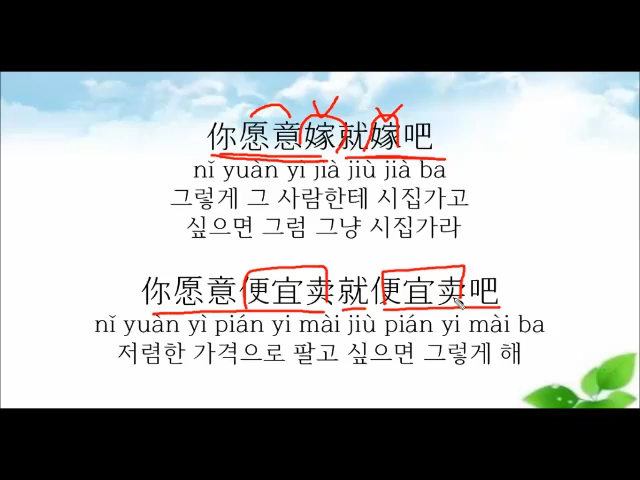 你愿意嫁就嫁吧
nǐ yuàn yì jià jiù jià ba
그렇게 그 사람한테 시집가고
싶으면 그럼 그냥 시집가라
你愿意便宜卖就便宜卖吧
nǐ yuàn yì pián yi mài jiù pián yi mài ba
저렴한 가격으로 팔고 싶으면 그렇게 해